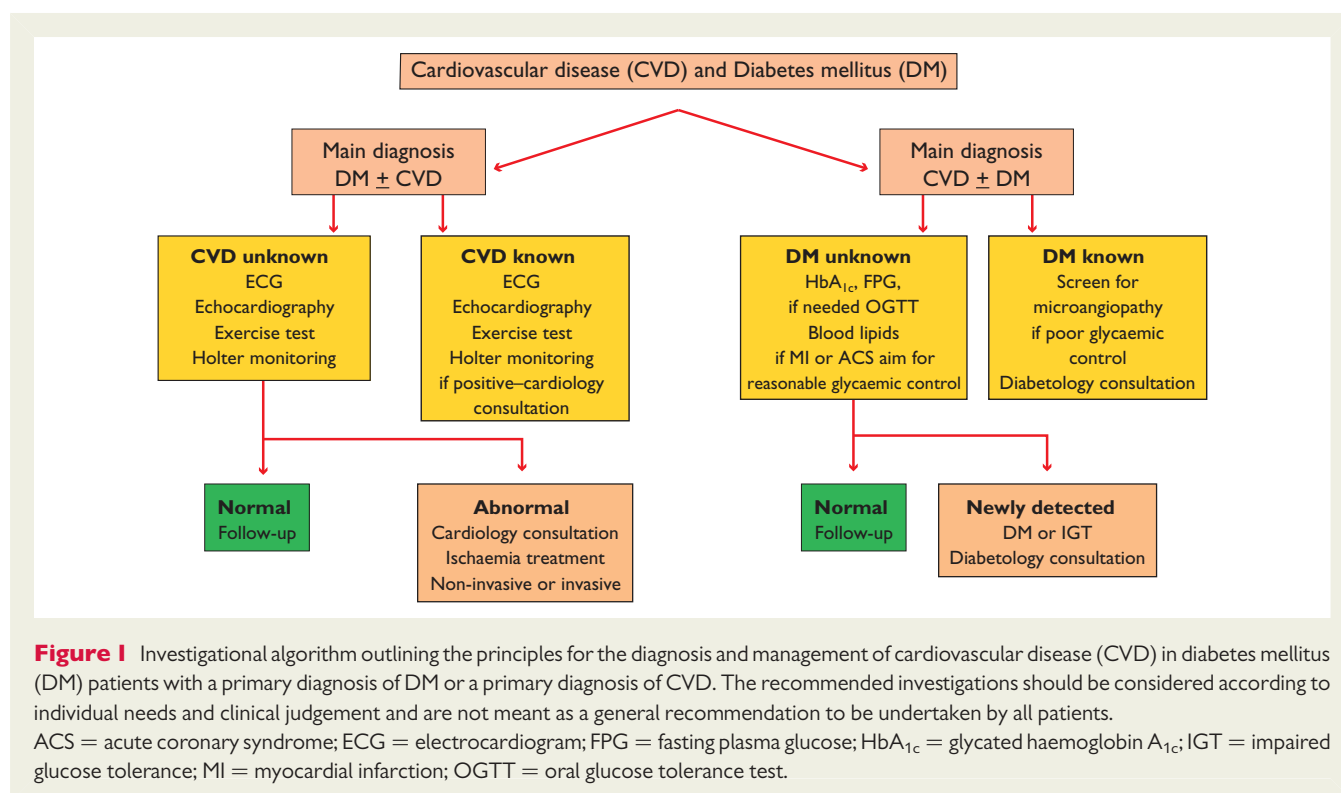 Cardiovascular disease (CVD) and Diabetes mellitus (DM)
Main diagnosis
DM ± CVD
Main diagnosis
CVD ± DM
CVD unknown
ECG
Echocardiography
Exercise test
Holter monitoring
CVD known
ECG
Echocardiography
Exercise test
Holter monitoring
if positive–cardiology
consultation
DM unknown
HbA1c, FPG,
if needed OGTT
Blood lipids
if MI or ACS aim for
reasonable glycaemic control
DM known
Screen for
microangiopathy
if poor glycaemic
control
Diabetology consultation
Normal
Follow-up
Abnormal
Cardiology consultation
Ischaemia treatment
Non-invasive or invasive
Normal
Follow-up
Newly detected
DM or IGT
Diabetology consultation
Figure 1 Investigational algorithm outlining the principles for the diagnosis and management of cardiovascular disease (CVD) in diabetes mellitus
(DM) patients with a primary diagnosis of DM or a primary diagnosis of CVD. The recommended investigations should be considered according to
individual needs and clinical judgement and are not meant as a general recommendation to be undertaken by all patients.
ACS = acute coronary syndrome; ECG = electrocardiogram; FPG = fasting plasma glucose; HbA1c = glycated haemoglobin A1c; IGT = impaired
glucose tolerance; MI = myocardial infarction; OGTT = oral glucose tolerance test.